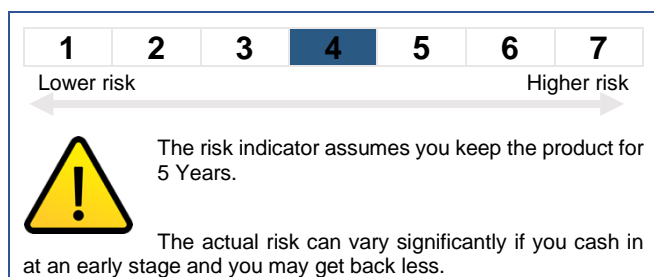 1 2 3 4 5 6 7
Lower risk Higher risk
The risk indicator assumes you keep the product for
5 Years.
The actual risk can vary significantly if you cash in
at an early stage and you may get back less.